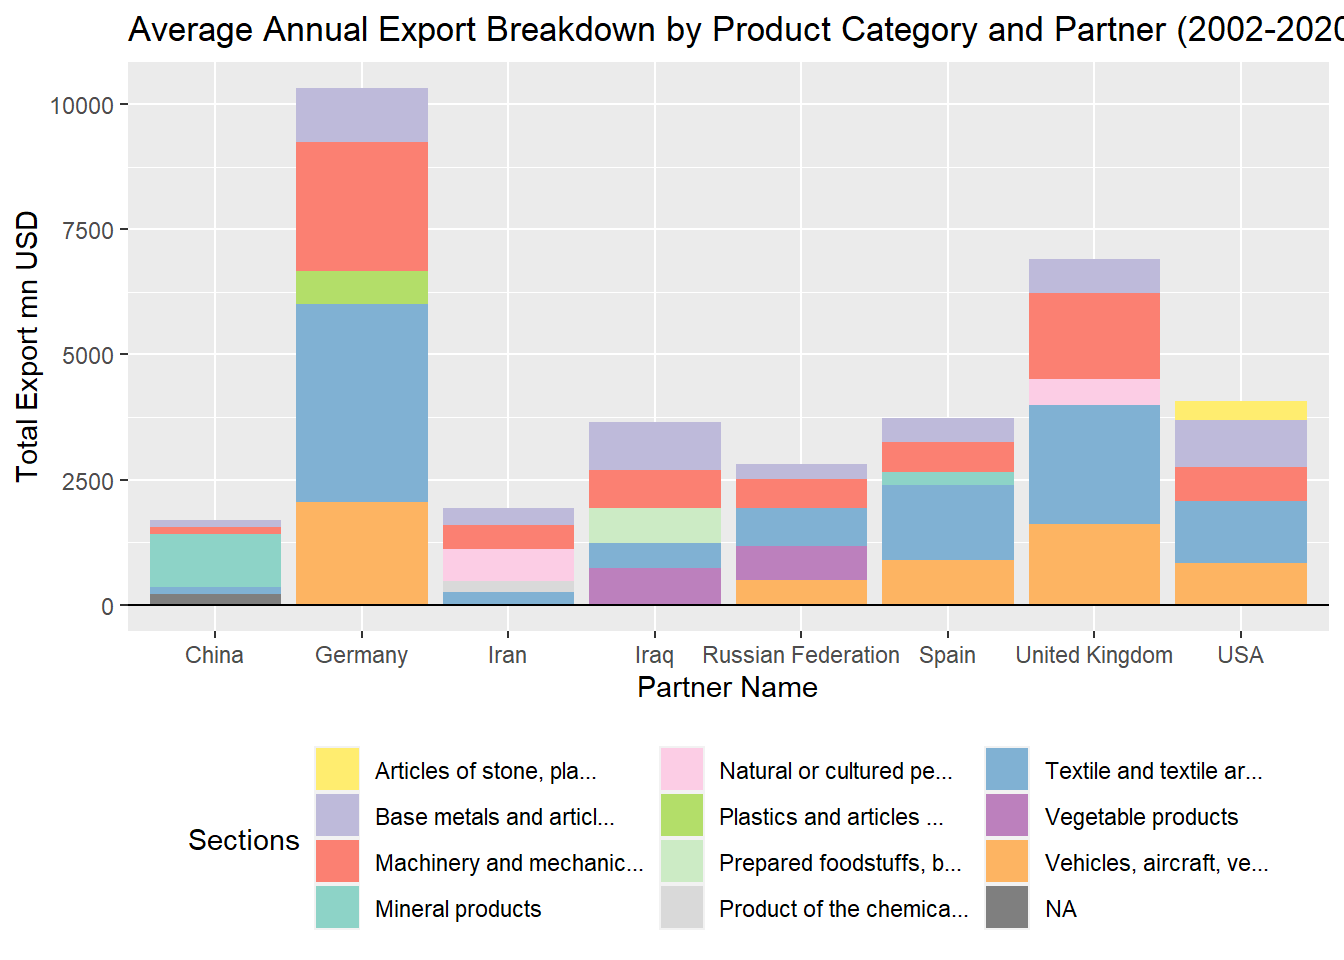 Average Annual Export Breakdown by Product Category and Partner (2002-2020
Total Export mn USD
10000
7500
5000
2500
0
China Germany Iran Iraq Russian Federation Spain United Kingdom USA
Partner Name
Sections
Articles of stone, pla...
Base metals and articl...
Machinery and mechanic...
Mineral products
Natural or cultured pe...
Plastics and articles ...
Prepared foodstuffs, b...
Product of the chemica...
Textile and textile ar...
Vegetable products
Vehicles, aircraft, ve...
NA